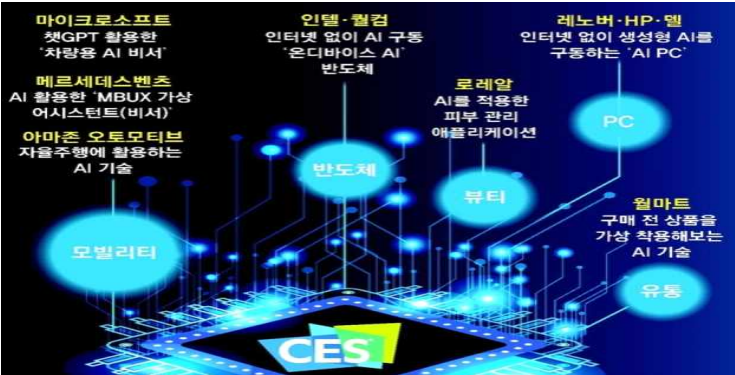 마이크로소프트
챗GPT 활용한
'차량용 AI 비서'
메르세데스벤츠
AI 활용한 'MBUX 가상
어시스턴트(비서)'
아마존 오토모티브
자율주행에 활용하는
AI 기술
모빌리티
인텔·퀄컴
인터넷 없이 AI 구동
'온디바이스 AI'
반도체
반도체
로레알
AI를 적용한
피부 관리
애플리케이션
뷰티
레노버·HP·델
인터넷 없이 생성형 AI를
구동하는 'AI PC'
PC
월마트
구매 전 상품을
가상 착용해보는
AI 기술
유통
CES